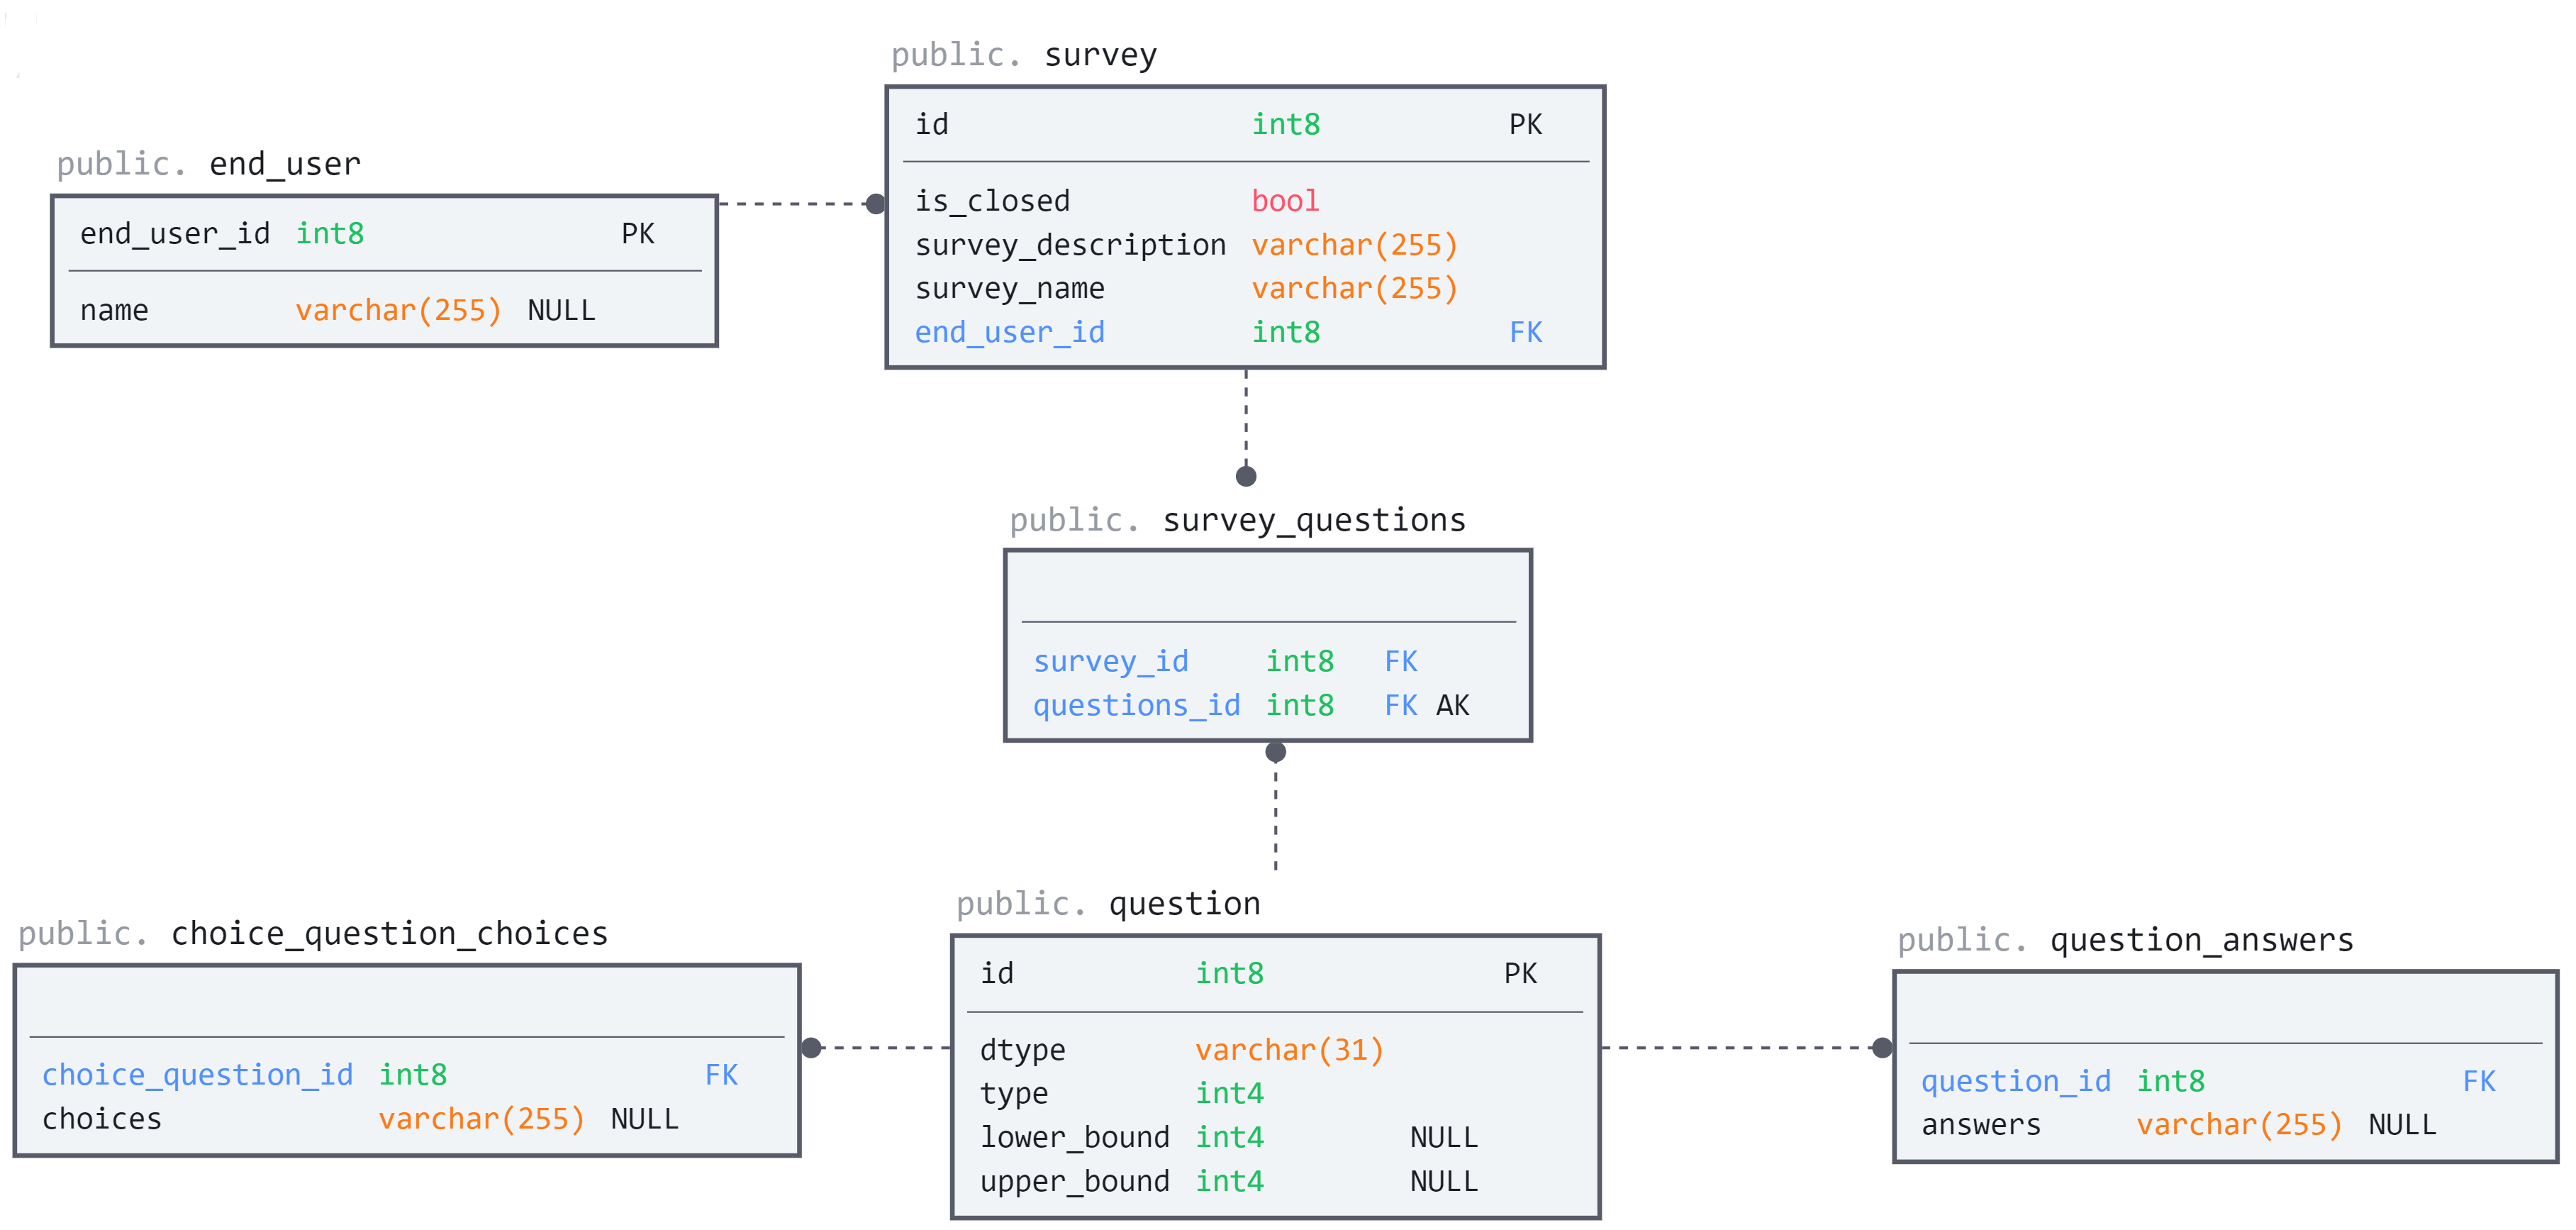 public. survey
id int8 PK
is_closed bool
survey_description varchar(255)
survey_name varchar(255)
end_user_id int8 FK
public. end_user
end_user_id int8 PK
name varchar(255) NULL
public. survey_questions
survey_id int8 FK
questions_id int8 FK AK
public. question
id int8 PK
dtype varchar(31)
type int4
lower_bound int4 NULL
upper_bound int4 NULL
public. choice_question_choices
choice_question_id int8 FK
choices varchar(255) NULL
public. question_answers
question_id int8 FK
answers varchar(255) NULL